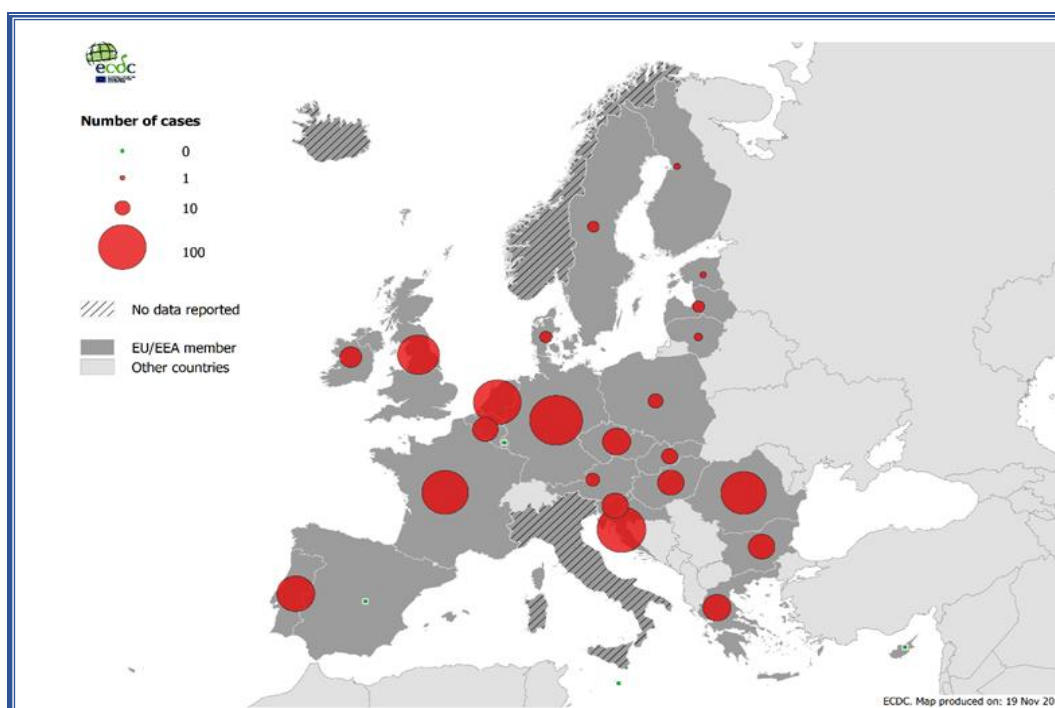 ecdc
Number of cases
0
1
10
100
No data reported
EU/EEA member
Other countries
ECDC. Map produced on: 19 Nov 20